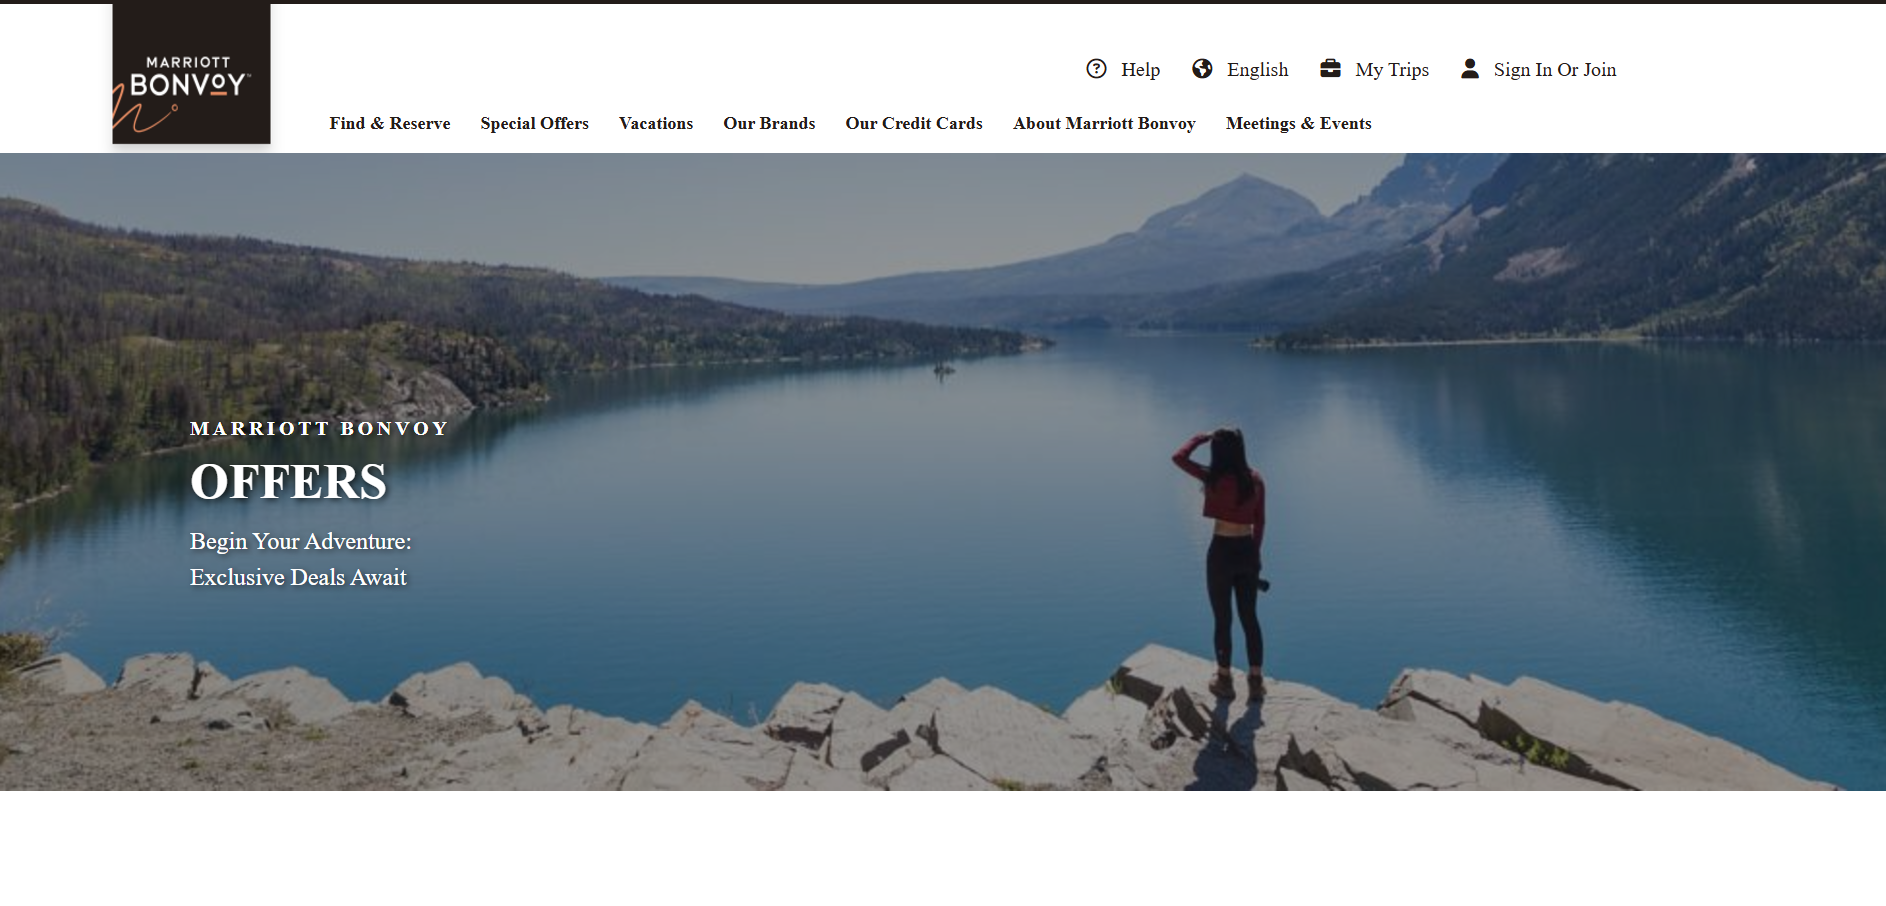 MARRIOTT
BONVOY™
Help English My Trips Sign In Or Join
Find & Reserve Special Offers Vacations Our Brands Our Credit Cards About Marriott Bonvoy Meetings & Events
MARRIOTT BONVOY
OFFERS
Begin Your Adventure:
Exclusive Deals Await